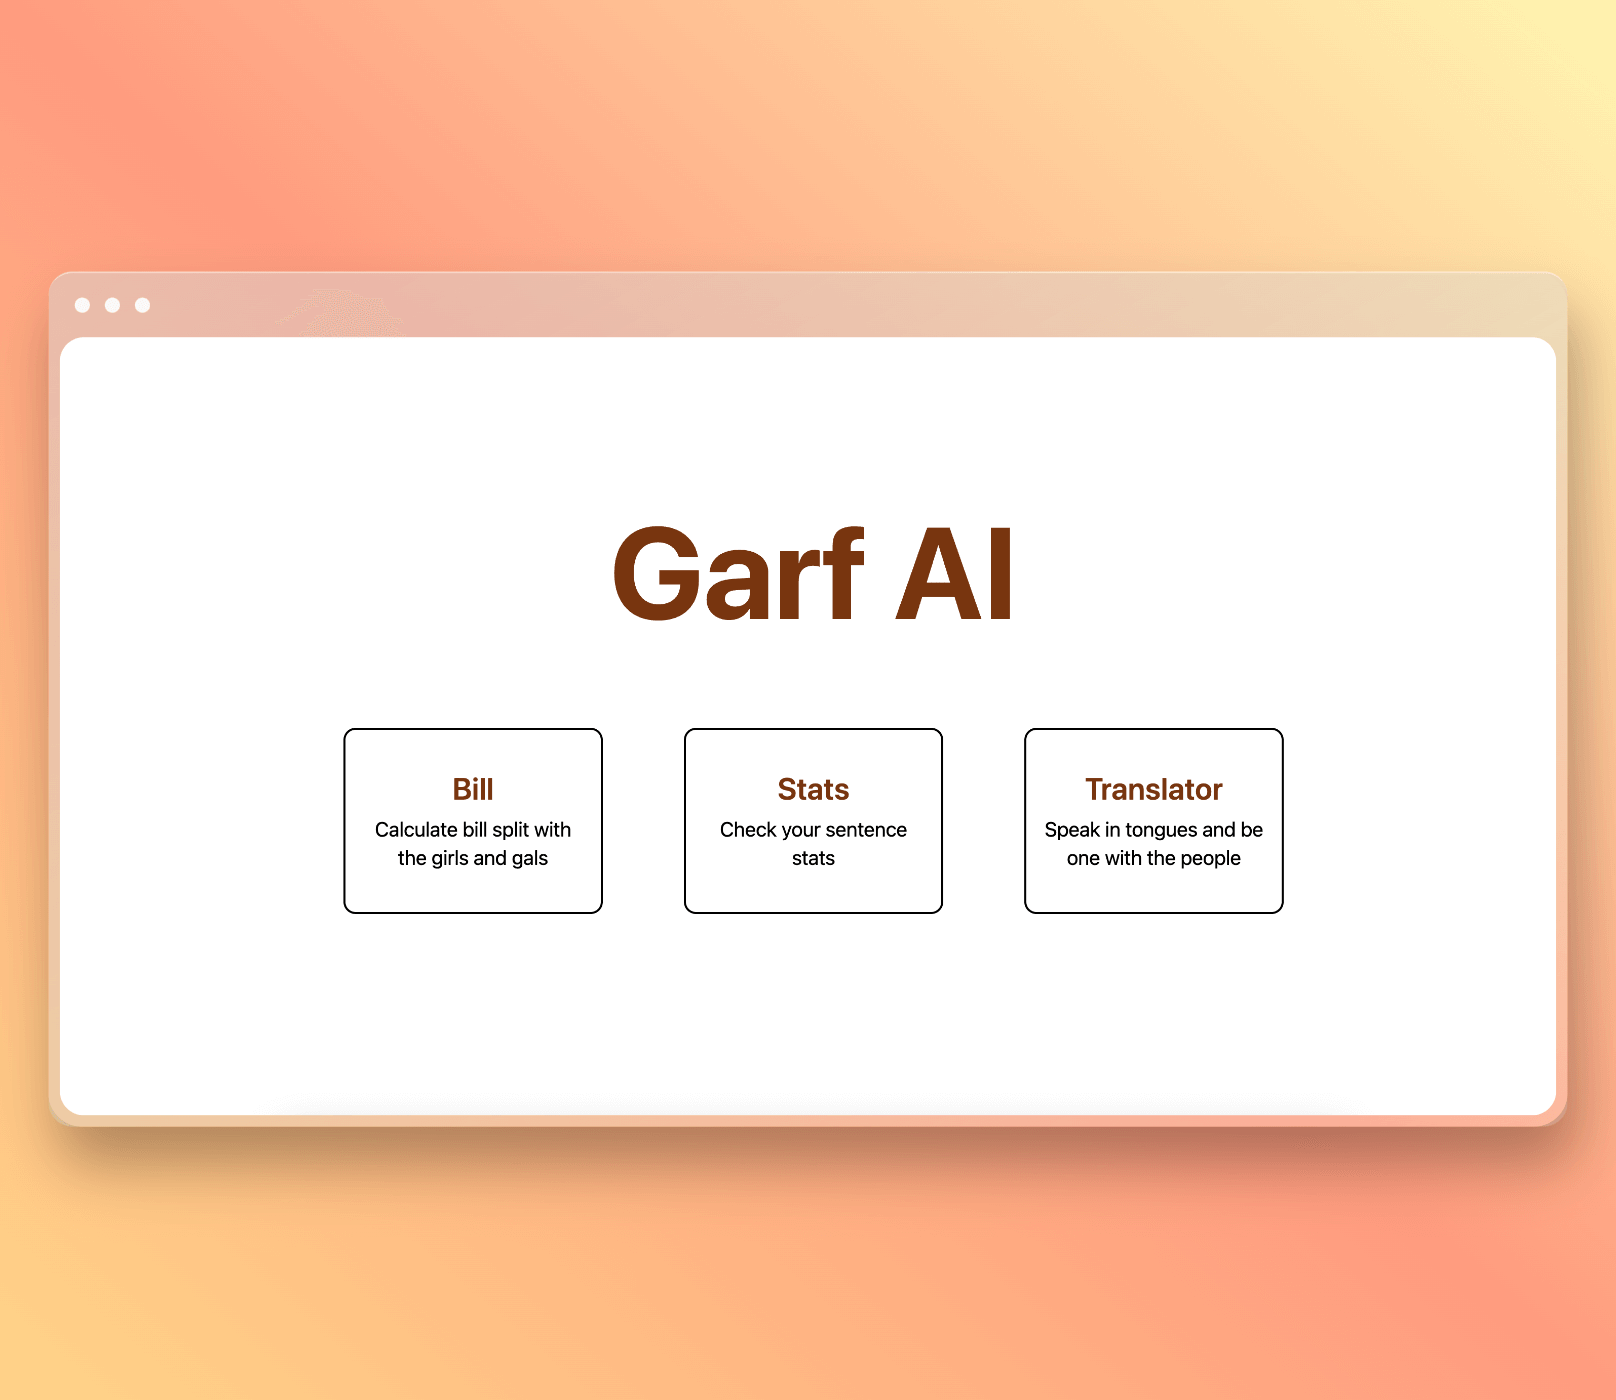 Garf AI
Bill
Calculate bill split with
the girls and gals
Stats
Check your sentence
stats
Translator
Speak in tongues and be
one with the people